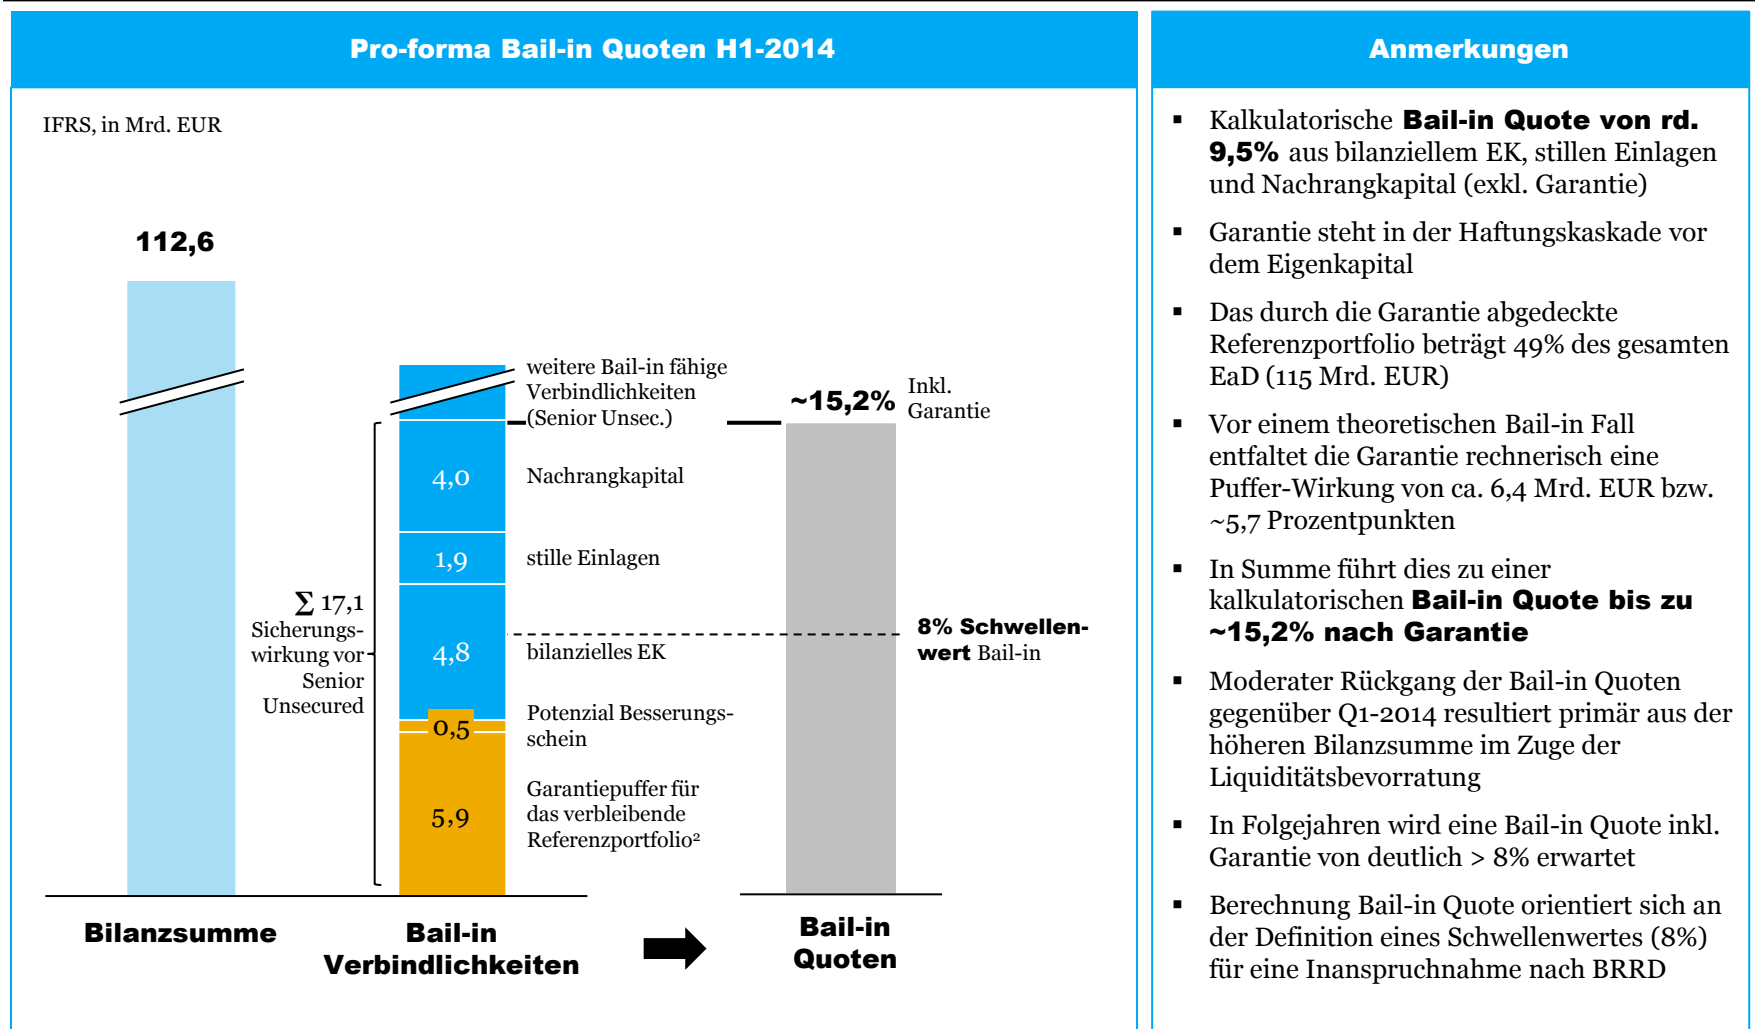 Pro-forma Bail-in Quoten H1-2014
IFRS, in Mrd. EUR
112,6
weitere Bail-in fähige
Verbindlichkeiten
(Senior Unsec.)
~15,2%
Inkl.
Garantie
4,0
Nachrangkapital
1,9
stille Einlagen
∑ 17,1
Sicherungs-
wirkung vor
Senior
Unsecured
4,8
bilanzielles EK
8% Schwellen-
wert Bail-in
0,5
Potenzial Besserungs-
schein
5,9
Garantiepuffer für
das verbleibende
Referenzportfolio²
Bilanzsumme
Bail-in
Verbindlichkeiten
Bail-in
Quoten
Anmerkungen
▪ Kalkulatorische Bail-in Quote von rd.
9,5% aus bilanziellem EK, stillen Einlagen
und Nachrangkapital (exkl. Garantie)
▪ Garantie steht in der Haftungskaskade vor
dem Eigenkapital
▪ Das durch die Garantie abgedeckte
Referenzportfolio beträgt 49% des gesamten
EaD (115 Mrd. EUR)
▪ Vor einem theoretischen Bail-in Fall
entfaltet die Garantie rechnerisch eine
Puffer-Wirkung von ca. 6,4 Mrd. EUR bzw.
~5,7 Prozentpunkten
▪ In Summe führt dies zu einer
kalkulatorischen Bail-in Quote bis zu
~15,2% nach Garantie
▪ Moderater Rückgang der Bail-in Quoten
gegenüber Q1-2014 resultiert primär aus der
höheren Bilanzsumme im Zuge der
Liquiditätsbevorratung
▪ In Folgejahren wird eine Bail-in Quote inkl.
Garantie von deutlich > 8% erwartet
▪ Berechnung Bail-in Quote orientiert sich an
der Definition eines Schwellenwertes (8%)
für eine Inanspruchnahme nach BRRD